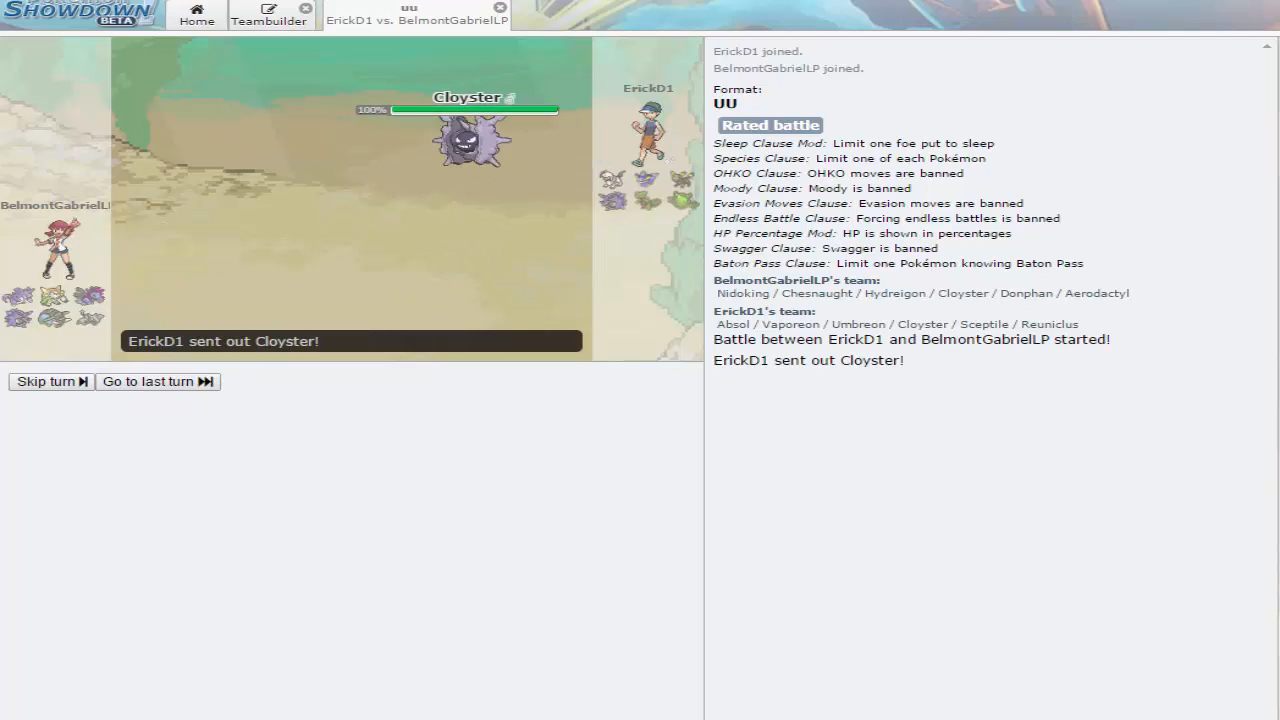 SHOWDOWN
BETA
Home
Teambuilder
uu
ErickD1 vs. BelmontGabrielLP
Cloyster
100%
ErickD1
BelmontGabrielL
ErickD1 sent out Cloyster!
Skip turn
Go to last turn
ErickD1 joined.
BelmontGabrielLP joined.
Format:
UU
Rated battle
Sleep Clause Mod: Limit one foe put to sleep
Species Clause: Limit one of each Pokémon
OHKO Clause: OHKO moves are banned
Moody Clause: Moody is banned
Evasion Moves Clause: Evasion moves are banned
Endless Battle Clause: Forcing endless battles is banned
HP Percentage Mod: HP is shown in percentages
Swagger Clause: Swagger is banned
Baton Pass Clause: Limit one Pokémon knowing Baton Pass
BelmontGabrielLP's team:
Nidoking / Chesnaught / Hydreigon / Cloyster / Donphan / Aerodactyl
ErickD1's team:
Absol / Vaporeon / Umbreon / Cloyster / Sceptile / Reuniclus
Battle between ErickD1 and BelmontGabrielLP started!
ErickD1 sent out Cloyster!